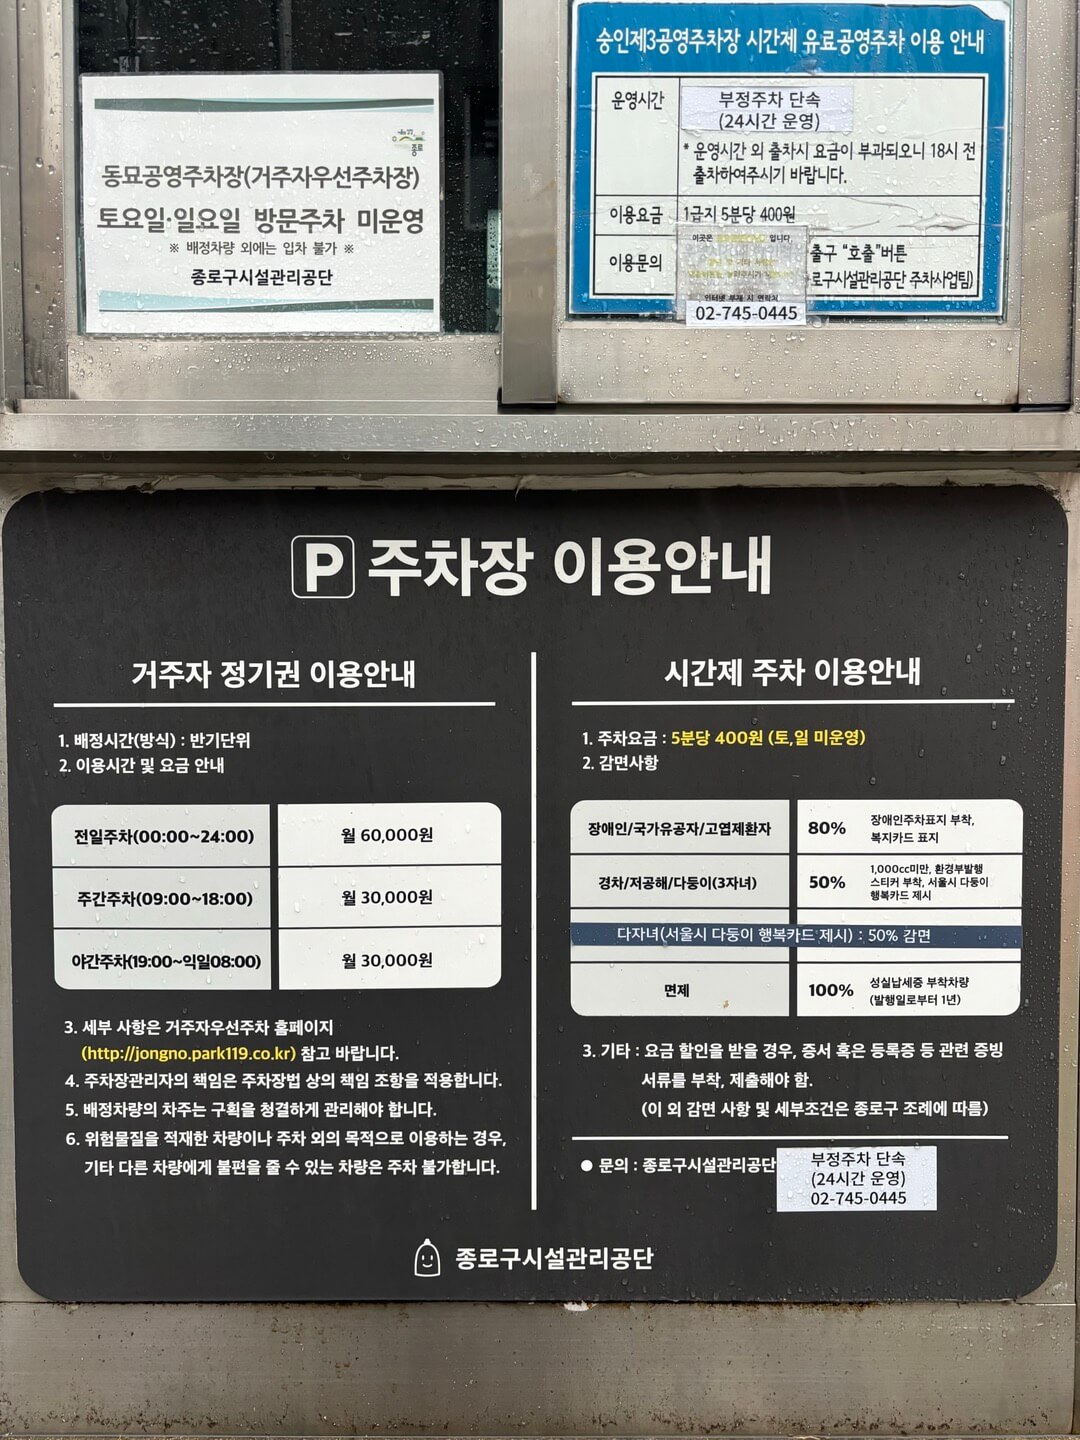 종로
동묘공영주차장(거주자우선주차장)
토요일·일요일 방문주차 미운영
※ 배정차량 외에는 입차 불가 ※
종로구시설관리공단
숭인제3공영주차장 시간제 유료공영주차 이용 안내
운영시간
부정주차 단속
(24시간 운영)
* 운영시간 외 출차시 요금이 부과되오니 18시 전
출차하여주시기 바랍니다.
이용요금
1급지 5분당 400원
이용문의
이곳은 입니다.
출구 "호출"버튼
로구시설관리공단 주차사업팀)
부재 시 연락처
02-745-0445
P 주차장 이용안내
거주자 정기권 이용안내
1. 배정시간(방식) : 반기단위
2. 이용시간 및 요금 안내
전일주차(00:00~24:00) 월 60,000원
주간주차(09:00~18:00) 월 30,000원
야간주차(19:00~익일08:00) 월 30,000원
3. 세부 사항은 거주자우선주차 홈페이지
(http://jongno.park119.co.kr) 참고 바랍니다.
4. 주차장관리자의 책임은 주차장법 상의 책임 조항을 적용합니다.
5. 배정차량의 차주는 구획을 청결하게 관리해야 합니다.
6. 위험물질을 적재한 차량이나 주차 외의 목적으로 이용하는 경우,
기타 다른 차량에게 불편을 줄 수 있는 차량은 주차 불가합니다.
시간제 주차 이용안내
1. 주차요금 : 5분당 400원 (토,일 미운영)
2. 감면사항
장애인/국가유공자/고엽제환자 80% 장애인주차표지 부착,
복지카드 표지
경차/저공해/다둥이(3자녀) 50% 1,000cc미만, 환경부발행
스티커 부착, 서울시 다둥이
행복카드 제시
다자녀(서울시 다둥이 행복카드 제시) : 50% 감면
면제 100% 성실납세증 부착차량
(발행일로부터 1년)
3. 기타 : 요금 할인을 받을 경우, 증서 혹은 등록증 등 관련 증빙
서류를 부착, 제출해야 함.
(이 외 감면 사항 및 세부조건은 종로구 조례에 따름)
● 문의 : 종로구시설관리공단
부정주차 단속
(24시간 운영)
02-745-0445
종로구시설관리공단